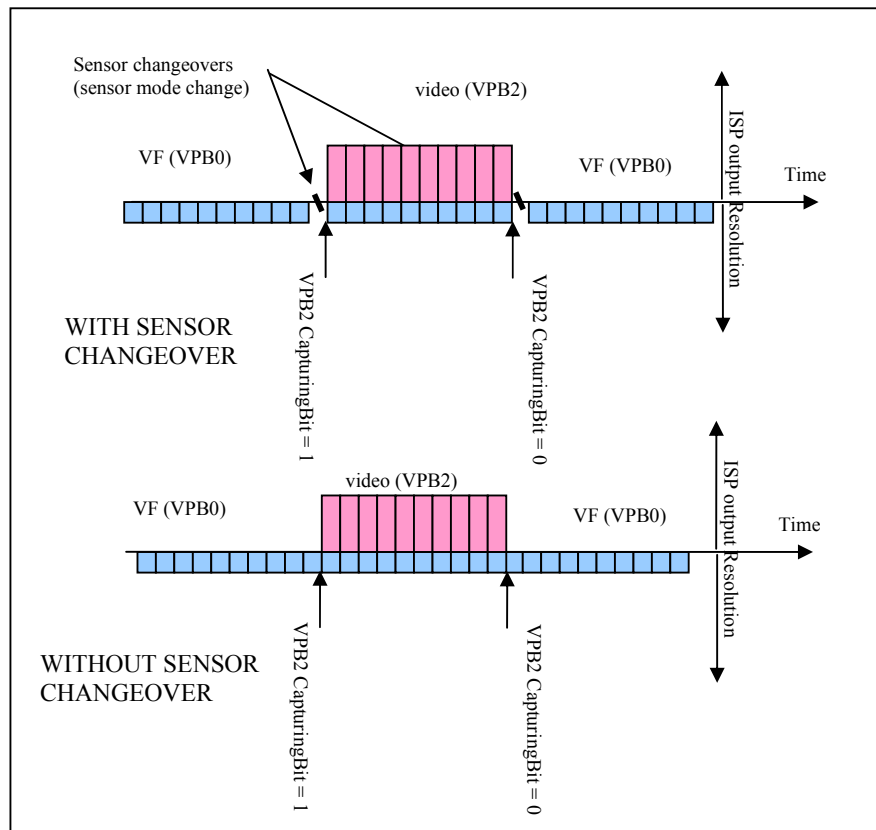 Sensor changeovers
(sensor mode change)
video (VPB2)
VF (VPB0)
VF (VPB0)
Time
ISP output Resolution
VPB2 CapturingBit = 1
VPB2 CapturingBit = 0
WITH SENSOR
CHANGEOVER
video (VPB2)
VF (VPB0)
VF (VPB0)
Time
ISP output Resolution
VPB2 CapturingBit = 1
VPB2 CapturingBit = 0
WITHOUT SENSOR
CHANGEOVER